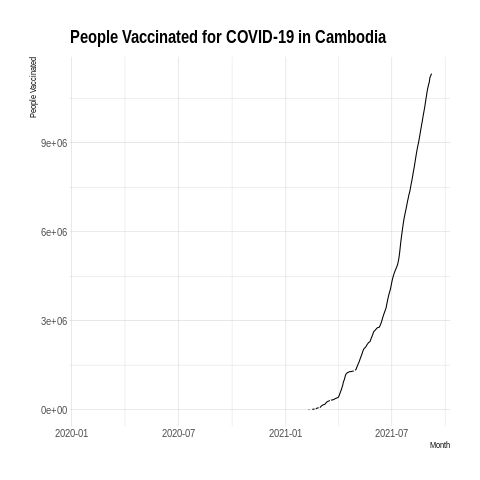 People Vaccinated for COVID-19 in Cambodia
People Vaccinated
9e+06
6e+06
3e+06
0e+00
2020-01
2020-07
2021-01
2021-07
Month